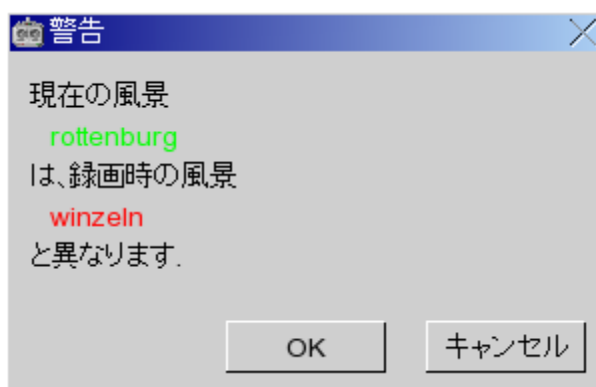 警告
現在の風景
rottenburg
は、録画時の風景
winzeln
と異なります.
OK
キャンセル